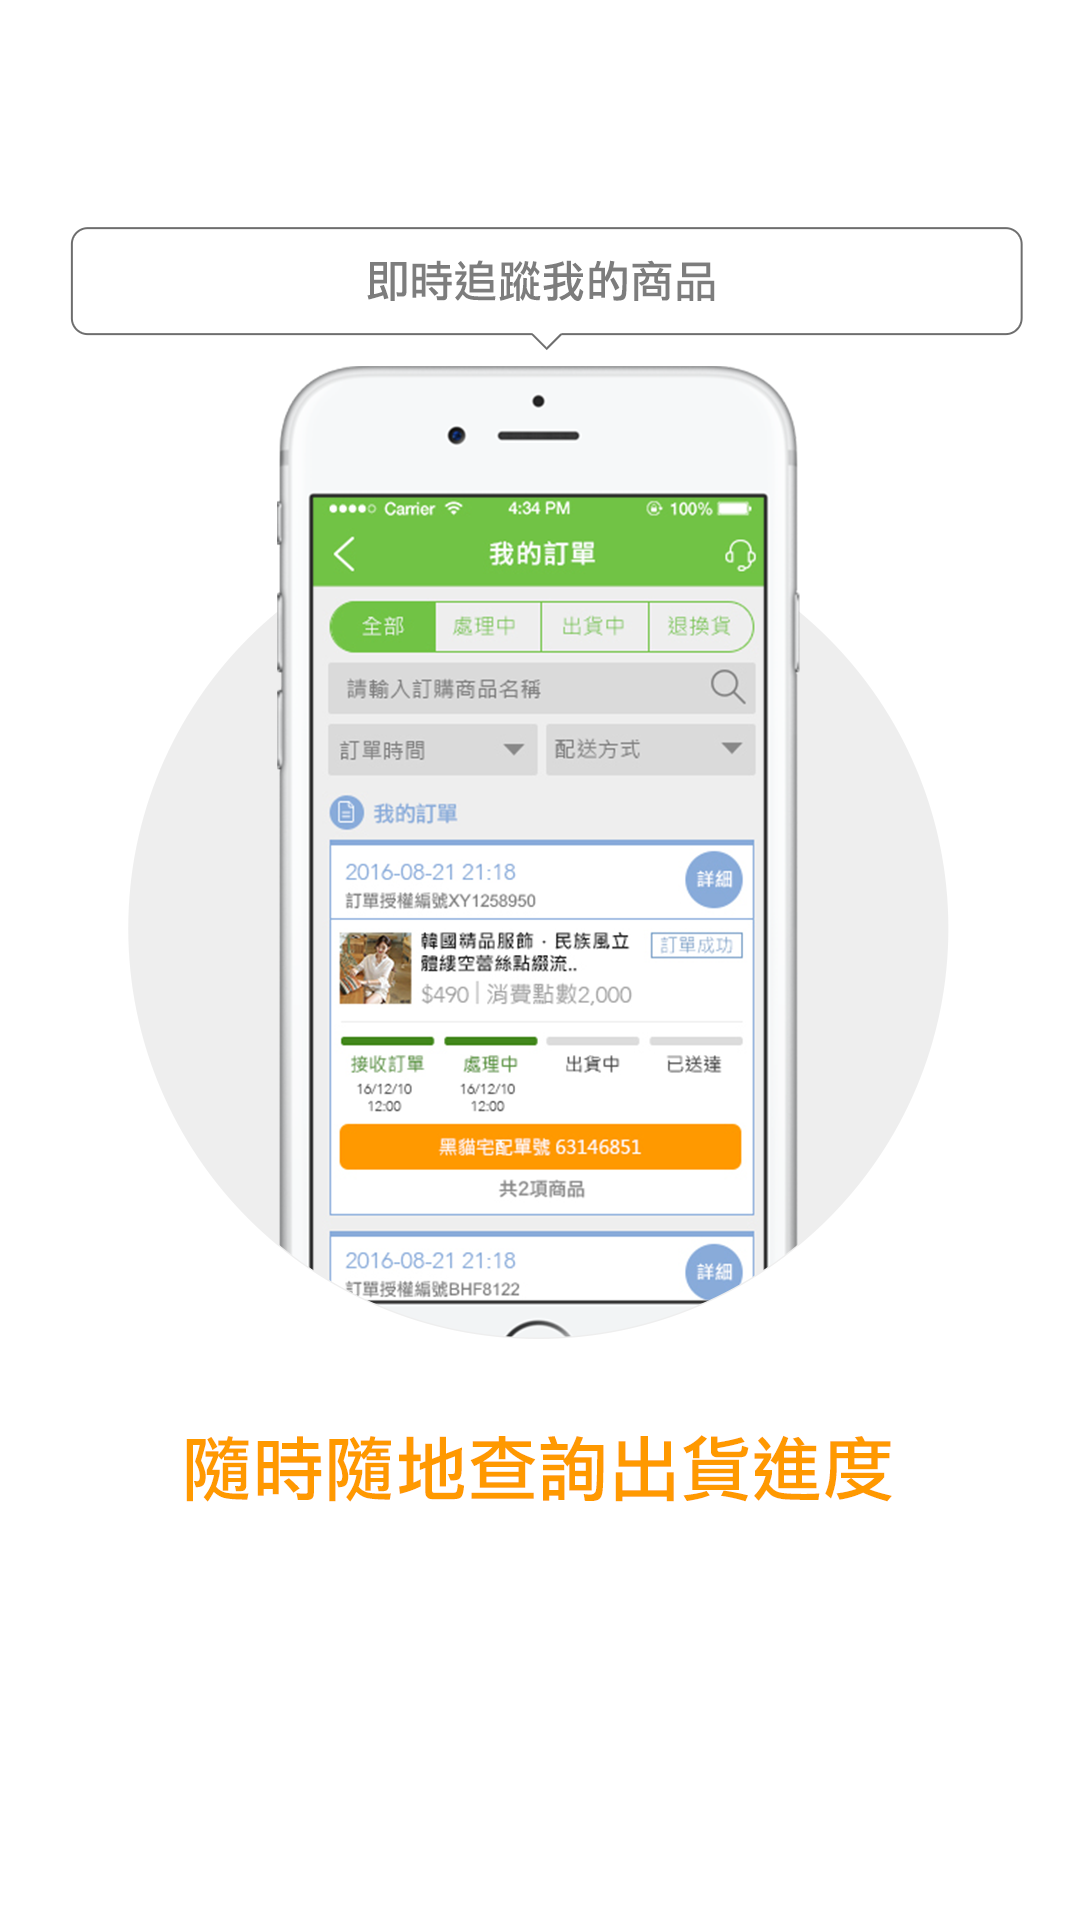 即時追蹤我的商品
Carrier 4:34 PM 100%
我的訂單
全部 處理中 出貨中 退換貨
請輸入訂購商品名稱
訂單時間 配送方式
我的訂單
2016-08-21 21:18 詳細
訂單授權編號XY1258950
韓國精品服飾·民族風立 訂單成功
體縷空蕾絲點綴流..
$490 | 消費點數2,000
接收訂單 處理中 出貨中 已送達
16/12/10 16/12/10
12:00 12:00
黑貓宅配單號 63146851
共2項商品
2016-08-21 21:18 詳細
訂單授權編號BHF8122
隨時隨地查詢出貨進度